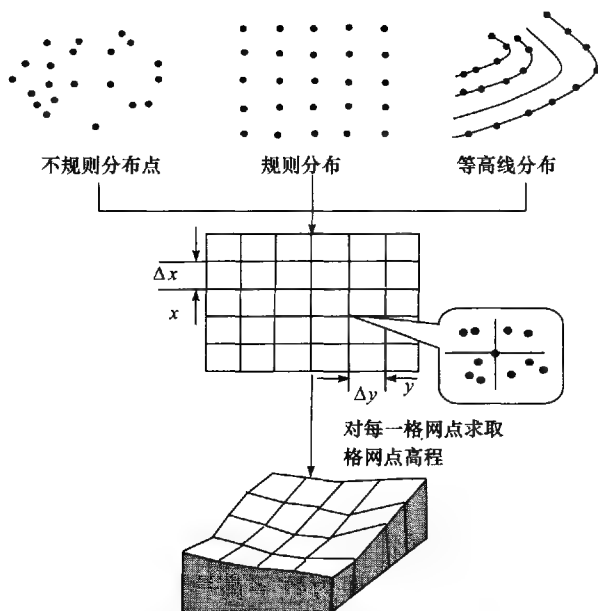 不规则分布点
规则分布
等高线分布
Δx
x
Δy
y
对每一格网点求取
格网点高程